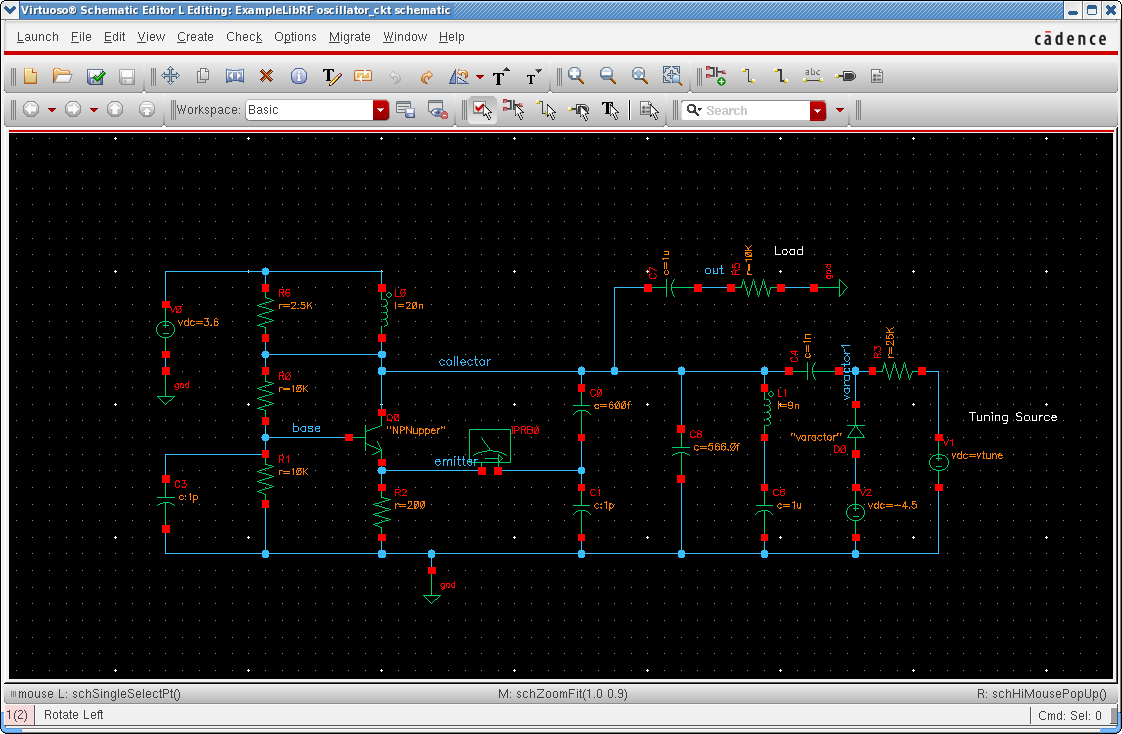 Virtuoso® Schematic Editor L Editing: ExampleLibRF oscillator_ckt schematic
Launch File Edit View Create Check Options Migrate Window Help
cādence
abc
Workspace: Basic
Search
Load
C7
c=1u
out
R5
r=10K
gnd
V0
vdc=3.6
gnd
R6
r=2.5K
L0
l=20n
collector
R0
r=10K
base
Q0
"NPNupper"
IPRB0
emitter
R1
r=10K
C3
c:1p
R2
r=200
gnd
C0
c=600f
C1
c:1p
C6
c=566.0f
L1
l=9n
C6
c=1u
C4
c=1n
varactor1
R3
r=25K
"varactor"
D0
V2
vdc=-4.5
Tuning Source
V1
vdc=vtune
mouse L: schSingleSelectPt() M: schZoomFit(1.0 0.9) R: schHiMousePopUp()
1(2) Rotate Left Cmd: Sel: 0